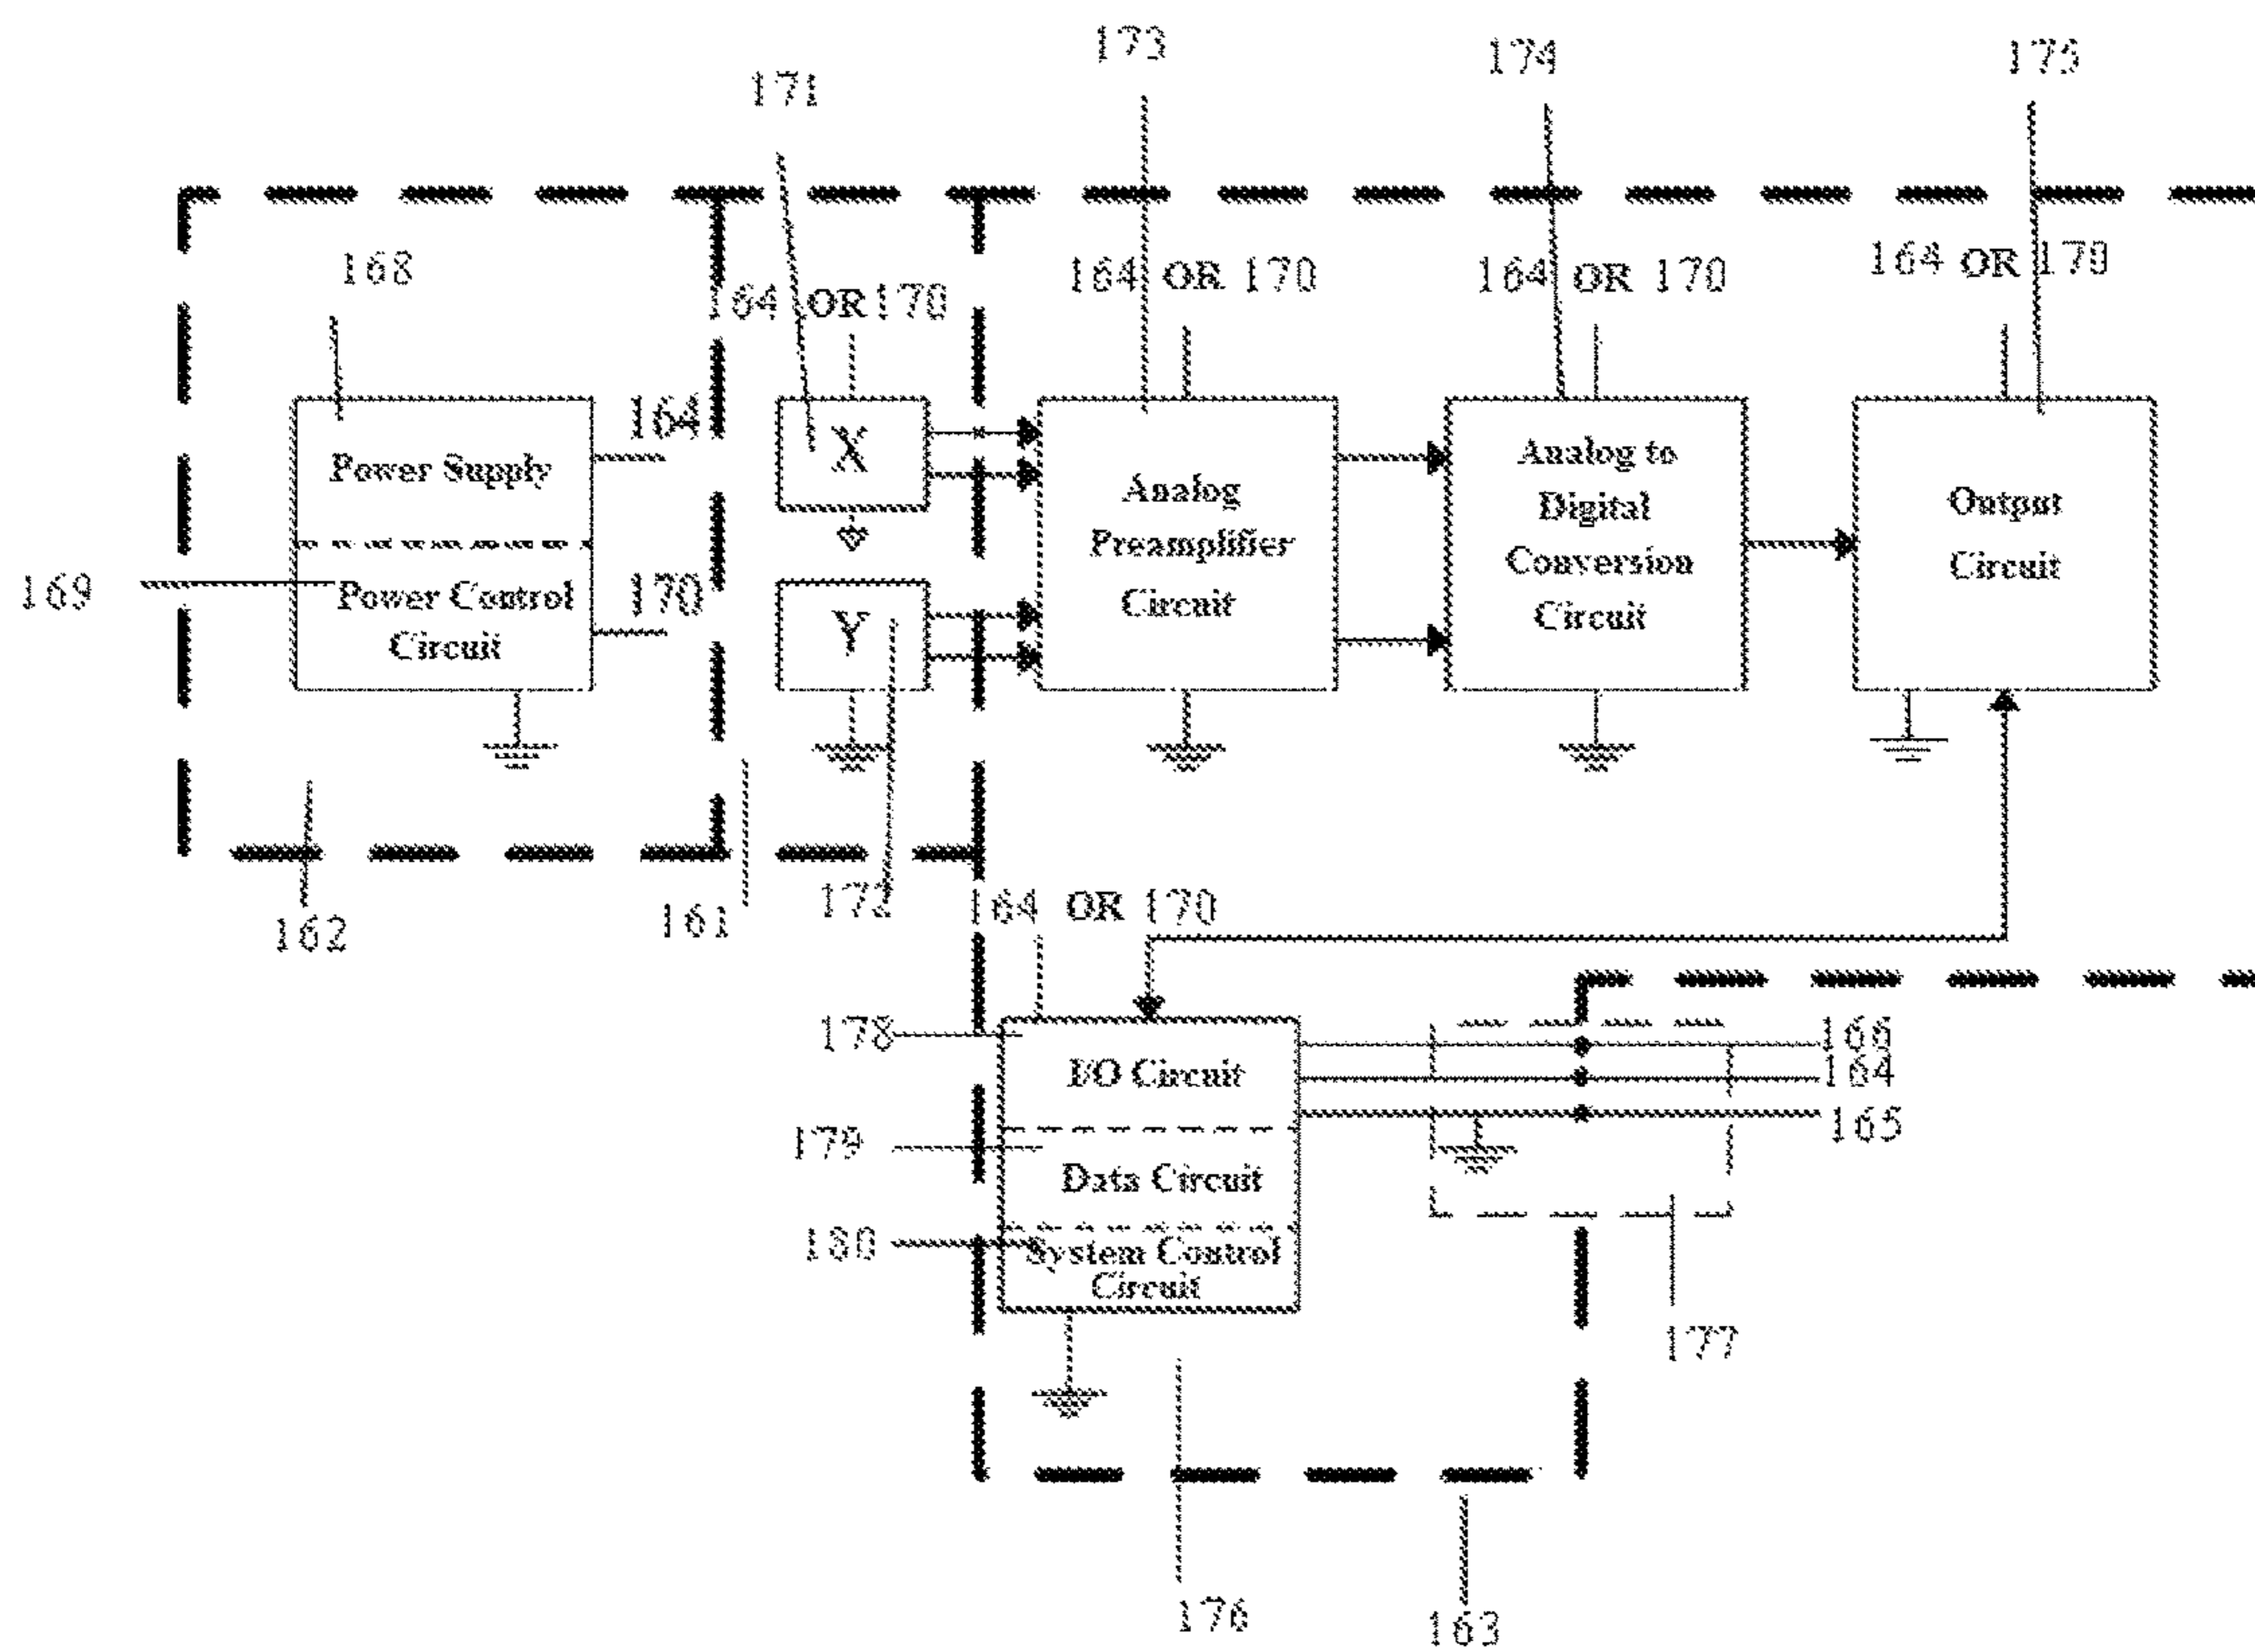 173
174
175
171
168
164 OR 170
164 OR 170
164 OR 170
164 OR 170
164
Power Supply
X
Analog
Preamplifier
Circuit
Analog to
Digital
Conversion
Circuit
Output
Circuit
169
Power Control
Circuit
170
Y
162
161
172
164 OR 170
178
I/O Circuit
166
164
165
179
Data Circuit
180
System Control
Circuit
177
176
163